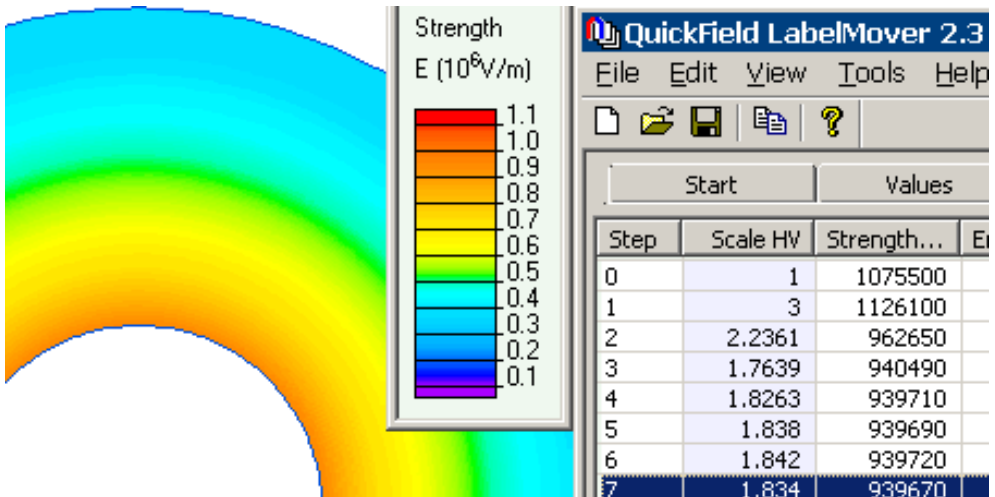 Strength
E (10⁶V/m)
1.1
1.0
0.9
0.8
0.7
0.6
0.5
0.4
0.3
0.2
0.1
QuickField LabelMover 2.3
File Edit View Tools Help
Start Values
Step Scale HV Strength...
0 1 1075500
1 3 1126100
2 2.2361 962650
3 1.7639 940490
4 1.8263 939710
5 1.838 939690
6 1.842 939720
7 1.834 939670